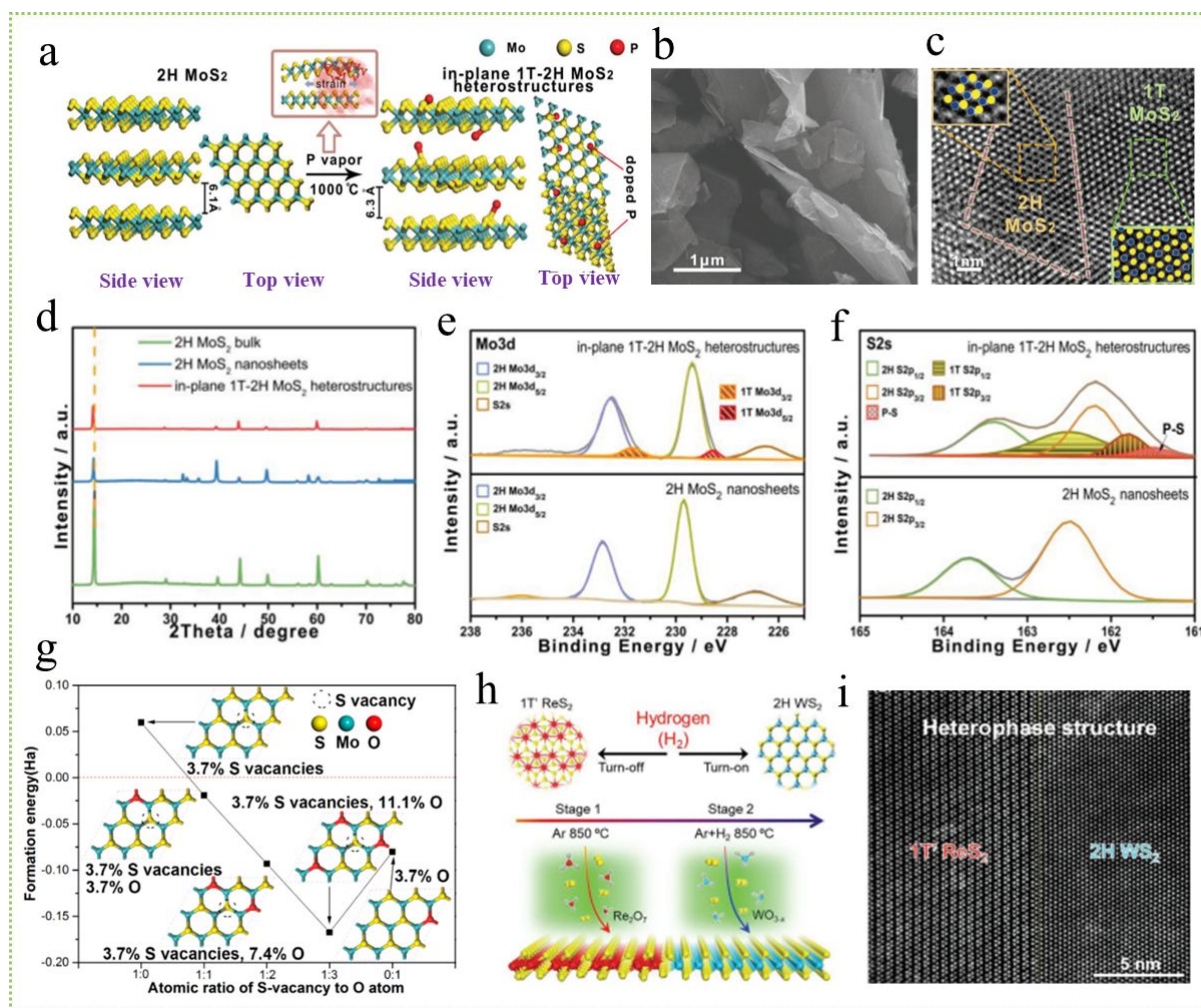 a
2H MoS2
strain
P vapor
1000°C
Mo
S
P
in-plane 1T-2H MoS2
heterostructures
6.1Å
6.3 Å
doped P
Side view
Top view
Side view
Top view
b
1μm
c
1T
MoS2
2H
MoS2
1nm
d
2H MoS2 bulk
2H MoS2 nanosheets
in-plane 1T-2H MoS2 heterostructures
Intensity / a.u.
10
20
30
40
50
60
70
80
2Theta / degree
e
Mo3d
in-plane 1T-2H MoS2 heterostructures
2H Mo3d3/2
2H Mo3d5/2
S2s
1T Mo3d3/2
1T Mo3d5/2
2H MoS2 nanosheets
2H Mo3d3/2
2H Mo3d5/2
S2s
Intensity / a.u.
238
236
234
232
230
228
226
Binding Energy / eV
f
S2s
in-plane 1T-2H MoS2 heterostructures
2H S2p1/2
2H S2p3/2
P-S
1T S2p1/2
1T S2p3/2
P-S
2H MoS2 nanosheets
2H S2p1/2
2H S2p3/2
Intensity / a.u.
165
164
163
162
161
Binding Energy / eV
g
Formation energy(Ha)
0.10
0.05
0.00
-0.05
-0.10
-0.15
-0.20
S vacancy
S Mo O
3.7% S vacancies
3.7% S vacancies, 11.1% O
3.7% S vacancies
3.7% O
3.7% O
3.7% S vacancies, 7.4% O
1:0
1:1
1:2
1:3
0:1
Atomic ratio of S-vacancy to O atom
h
1T' ReS2
Hydrogen
(H2)
2H WS2
Turn-off
Turn-on
Stage 1
Stage 2
Ar 850 ºC
Ar+H2 850 ºC
Re2O7
WO3-x
i
Heterophase structure
1T' ReS2
2H WS2
5 nm